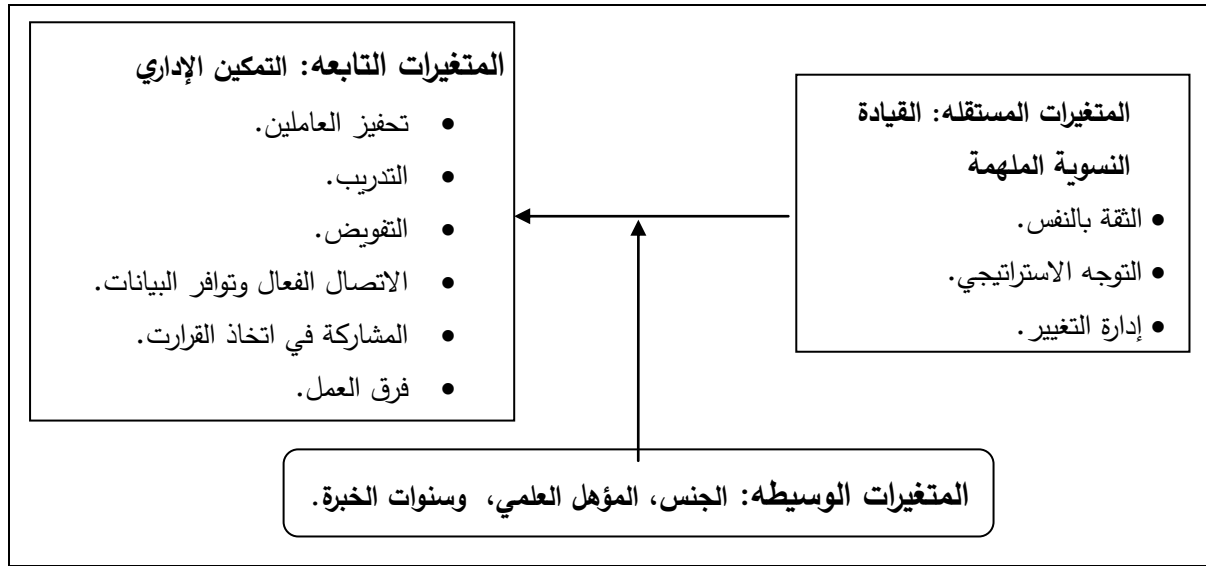 المتغيرات المستقله: القيادة
النسوية الملهمة
• الثقة بالنفس.
• التوجه الاستراتيجي.
• إدارة التغيير.
المتغيرات التابعه: التمكين الإداري
• تحفيز العاملين.
• التدريب.
• التفويض.
• الاتصال الفعال وتوافر البيانات.
• المشاركة في اتخاذ القرارت.
• فرق العمل.
المتغيرات الوسيطه: الجنس، المؤهل العلمي، وسنوات الخبرة.